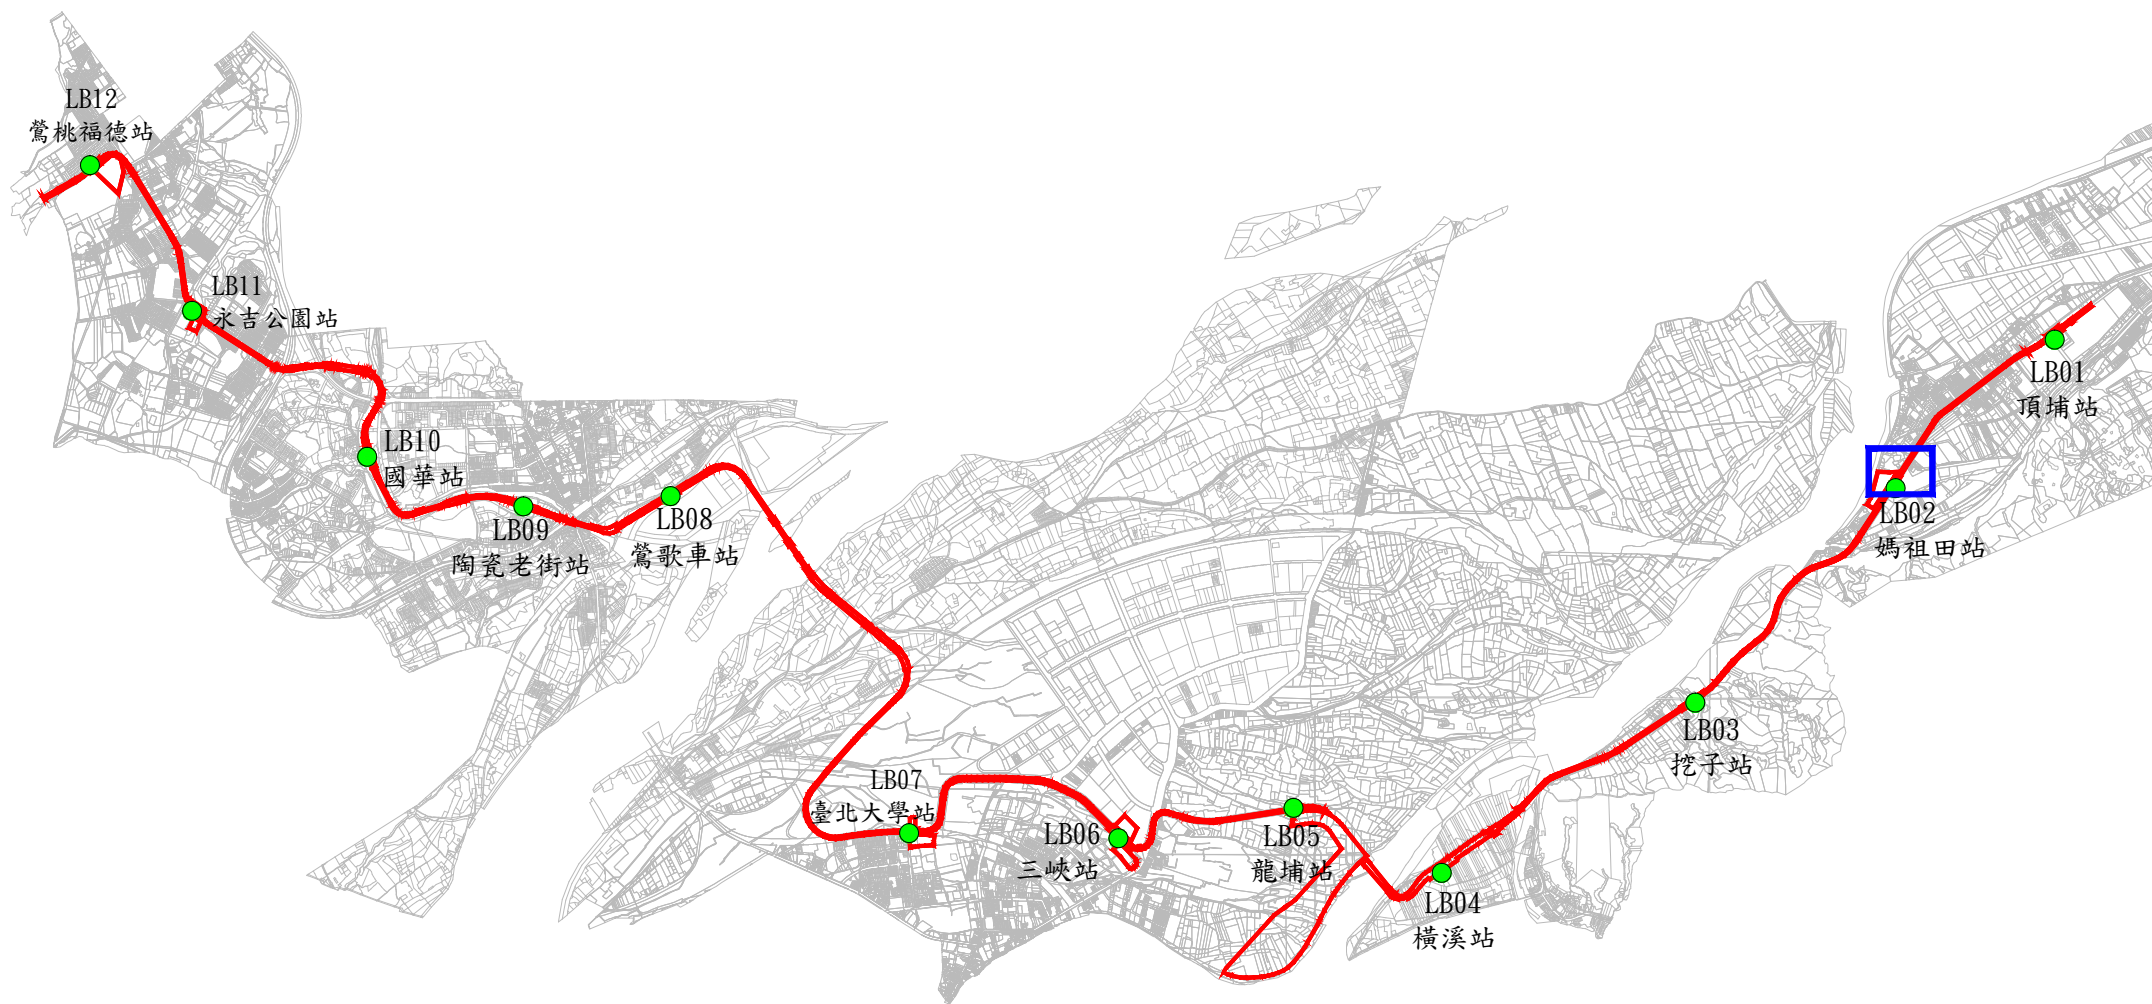 LB12
鶯桃福德站
LB11
永吉公園站
LB10
國華站
LB09
陶瓷老街站
LB08
鶯歌車站
LB07
臺北大學站
LB06
三峽站
LB05
龍埔站
LB04
橫溪站
LB03
挖子站
LB02
媽祖田站
LB01
頂埔站